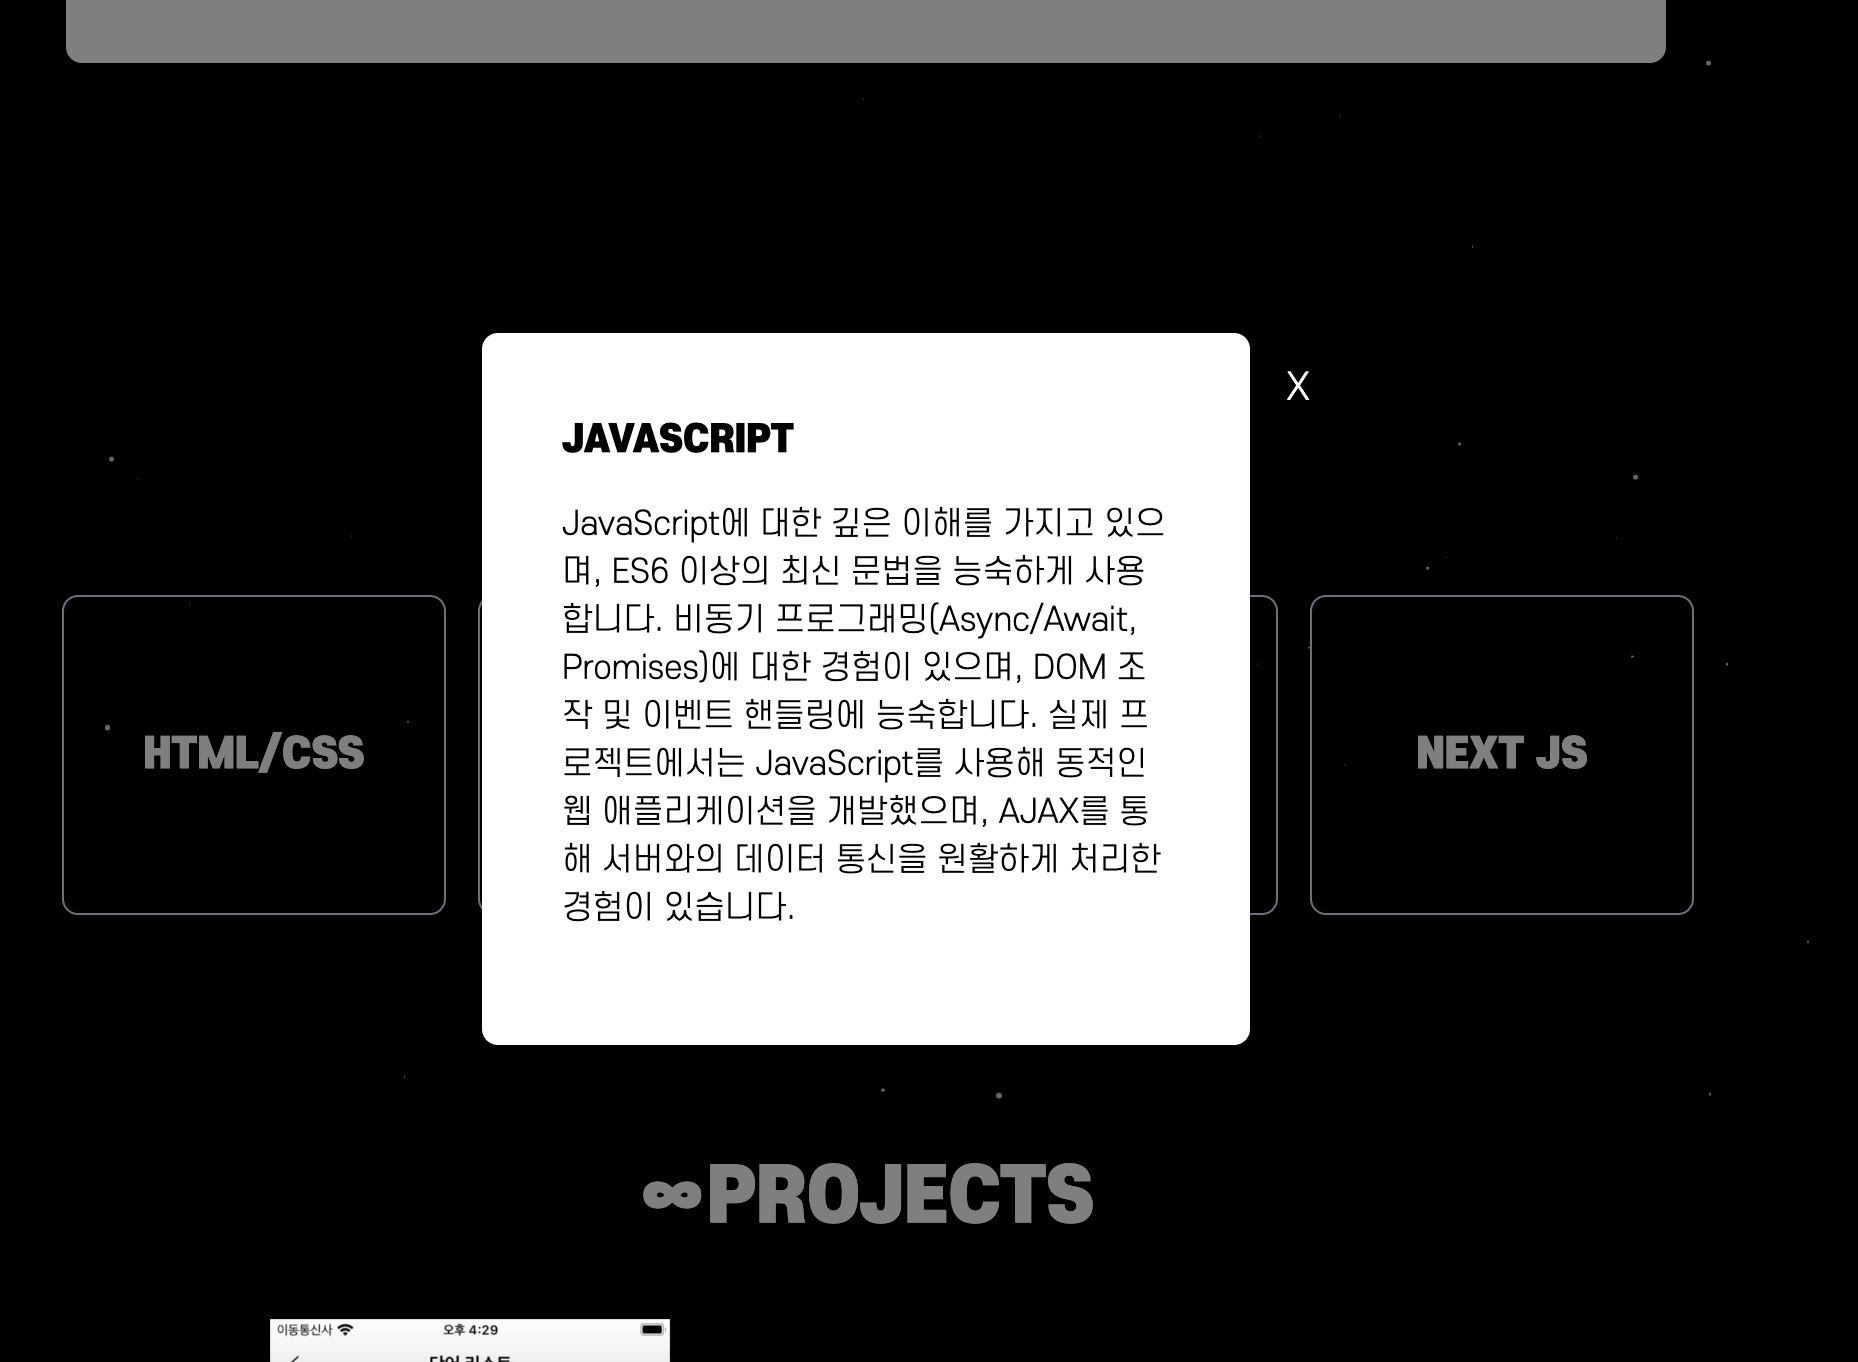 X
JAVASCRIPT
JavaScript에 대한 깊은 이해를 가지고 있으
며, ES6 이상의 최신 문법을 능숙하게 사용
합니다. 비동기 프로그래밍(Async/Await,
Promises)에 대한 경험이 있으며, DOM 조
작 및 이벤트 핸들링에 능숙합니다. 실제 프
로젝트에서는 JavaScript를 사용해 동적인
웹 애플리케이션을 개발했으며, AJAX를 통
해 서버와의 데이터 통신을 원활하게 처리한
경험이 있습니다.
HTML/CSS
NEXT JS
∞PROJECTS
이동통신사 오후 4:29
단어 리스트